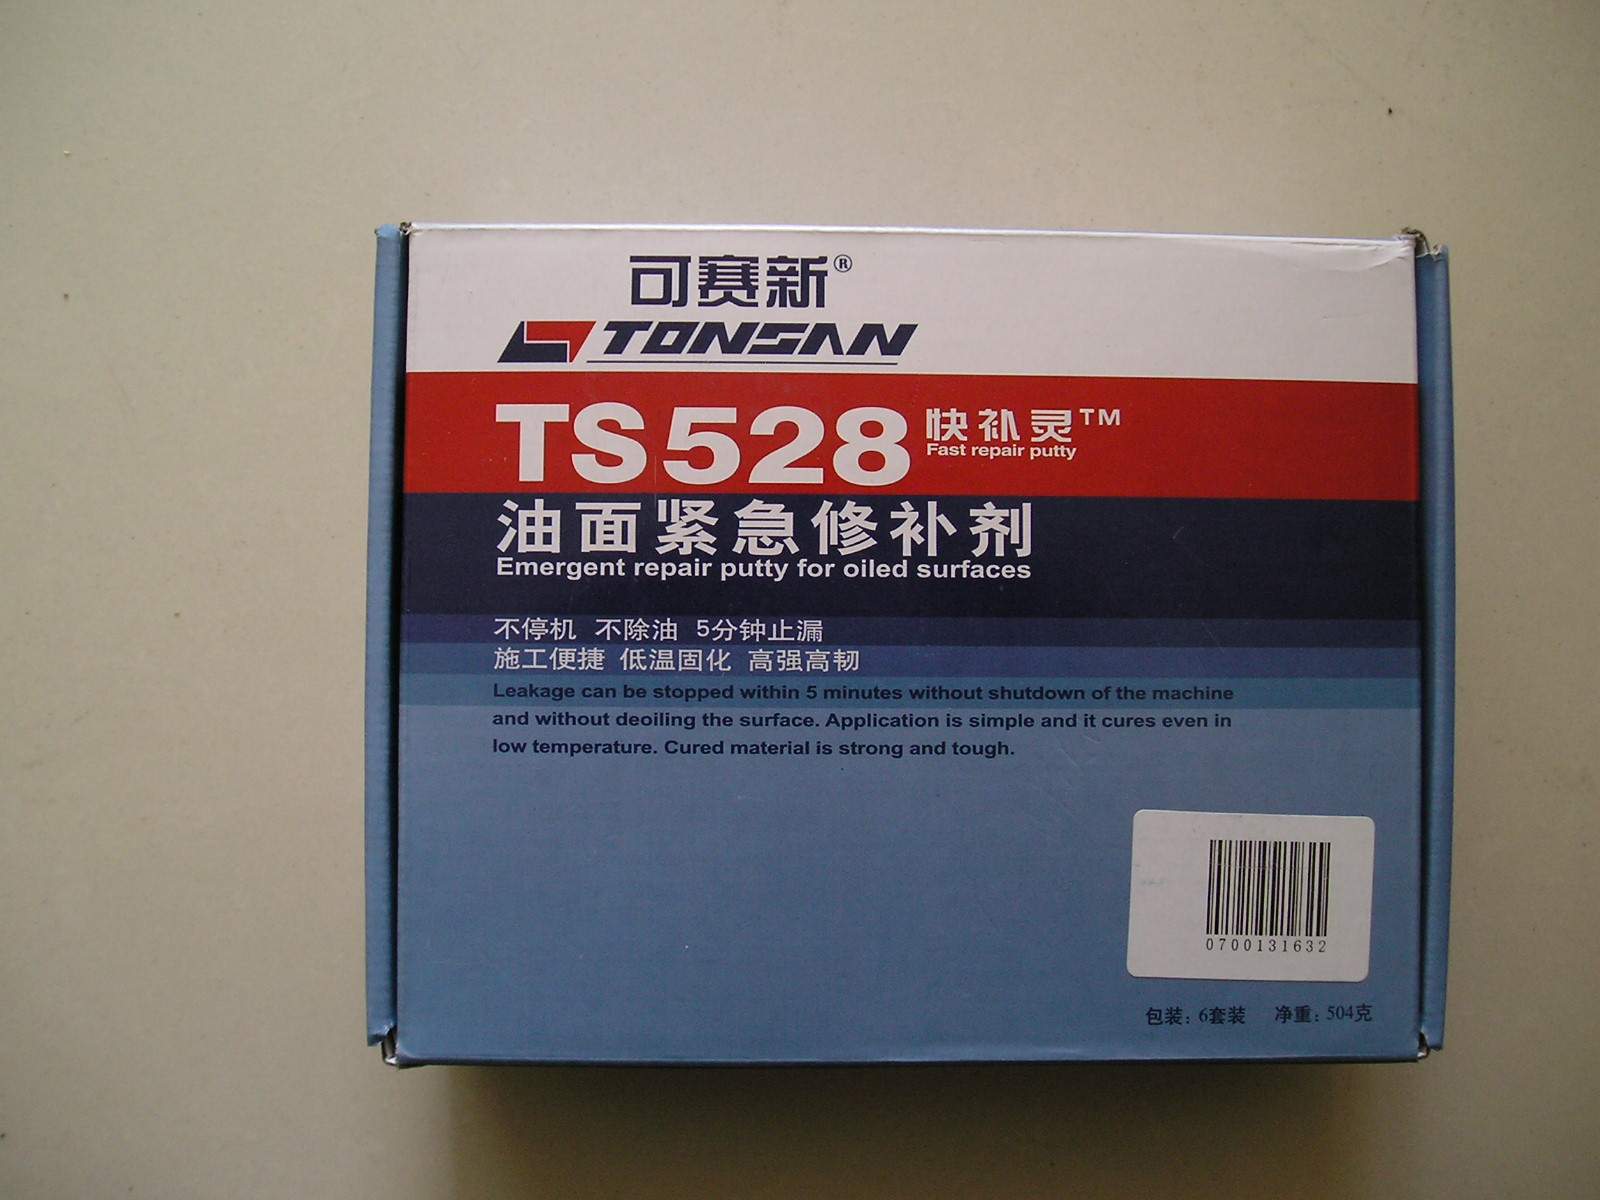 可赛新®
TONSAN
TS528 快补灵™
Fast repair putty
油面紧急修补剂
Emergent repair putty for oiled surfaces
不停机 不除油 5分钟止漏
施工便捷 低温固化 高强高韧
Leakage can be stopped within 5 minutes without shutdown of the machine
and without deoiling the surface. Application is simple and it cures even in
low temperature. Cured material is strong and tough.
0700131632
包装：6套装 净重：504克